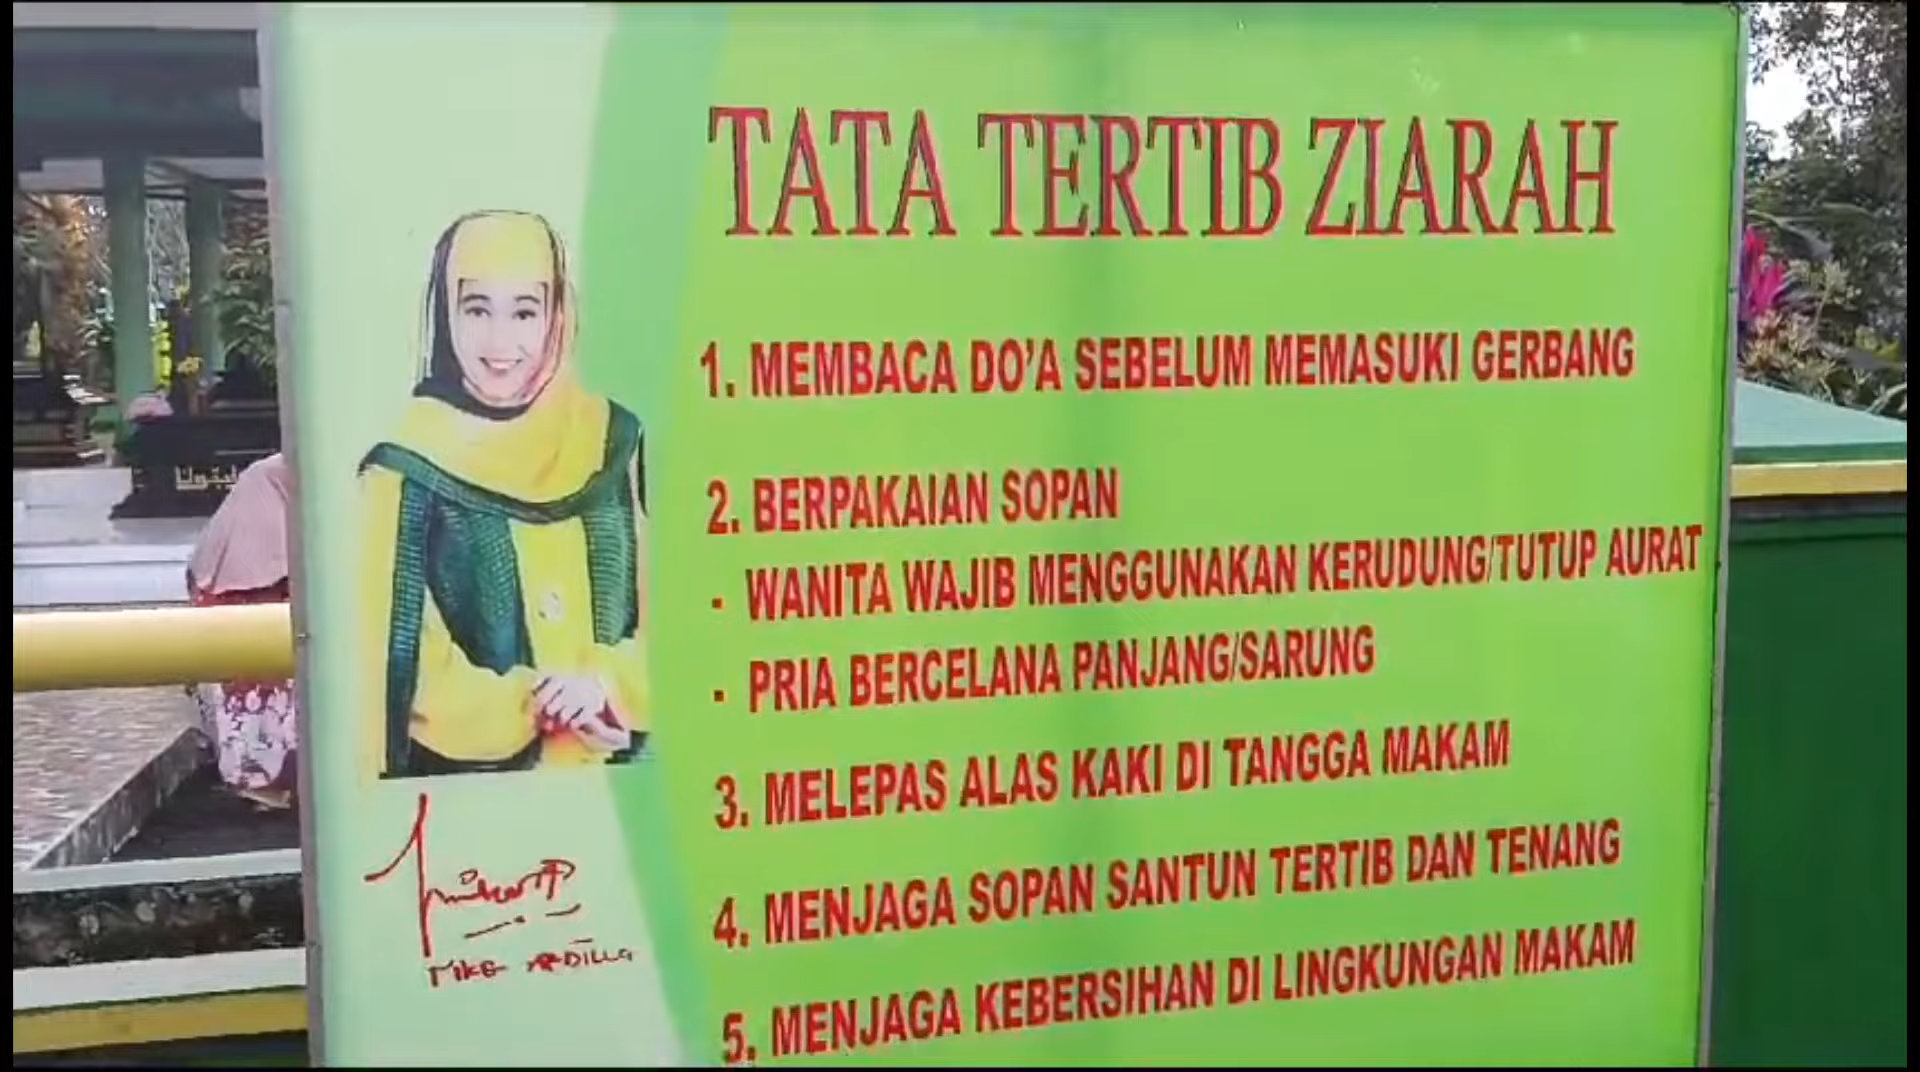 TATA TERTIB ZIARAH
1. MEMBACA DO'A SEBELUM MEMASUKI GERBANG
2. BERPAKAIAN SOPAN
- WANITA WAJIB MENGGUNAKAN KERUDUNG/TUTUP AURAT
- PRIA BERCELANA PANJANG/SARUNG
3. MELEPAS ALAS KAKI DI TANGGA MAKAM
4. MENJAGA SOPAN SANTUN TERTIB DAN TENANG
5. MENJAGA KEBERSIHAN DI LINGKUNGAN MAKAM
NIKE ARDILLA